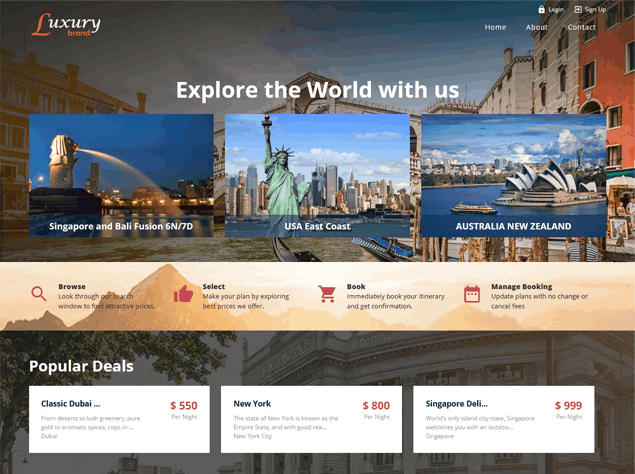 Login Sign Up
Luxury
brand
Home About Contact
Explore the World with us
Singapore and Bali Fusion 6N/7D
USA East Coast
AUSTRALIA NEW ZEALAND
Browse
Look through our search
window to find attractive prices.
Select
Make your plan by exploring
best prices we offer.
Book
Immediately book your Itinerary
and get confirmation.
Manage Booking
Update plans with no change or
cancel fees
Popular Deals
Classic Dubai ...
$ 550
Per Night
From deserts to lush greenery, pure
gold to aromatic spices, cops in ...
Dubai
New York
$ 800
Per Night
The state of New York is known as the
Empire State, and with good rea...
New York City
Singapore Deli...
$ 999
Per Night
World's only island city-state, Singapore
welcomes you with an outdoo...
Singapore